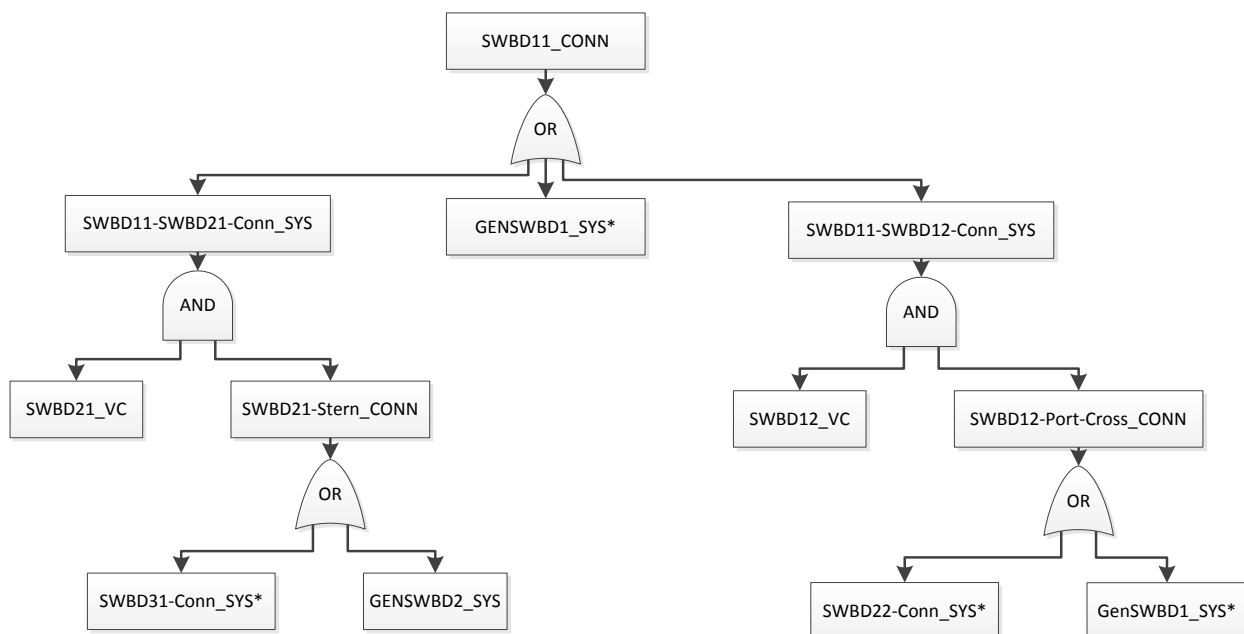 SWBD11_CONN
OR
SWBD11-SWBD21-Conn_SYS
GENSWBD1_SYS*
SWBD11-SWBD12-Conn_SYS
AND
AND
SWBD21_VC
SWBD21-Stern_CONN
SWBD12_VC
SWBD12-Port-Cross_CONN
OR
OR
SWBD31-Conn_SYS*
GENSWBD2_SYS
SWBD22-Conn_SYS*
GenSWBD1_SYS*